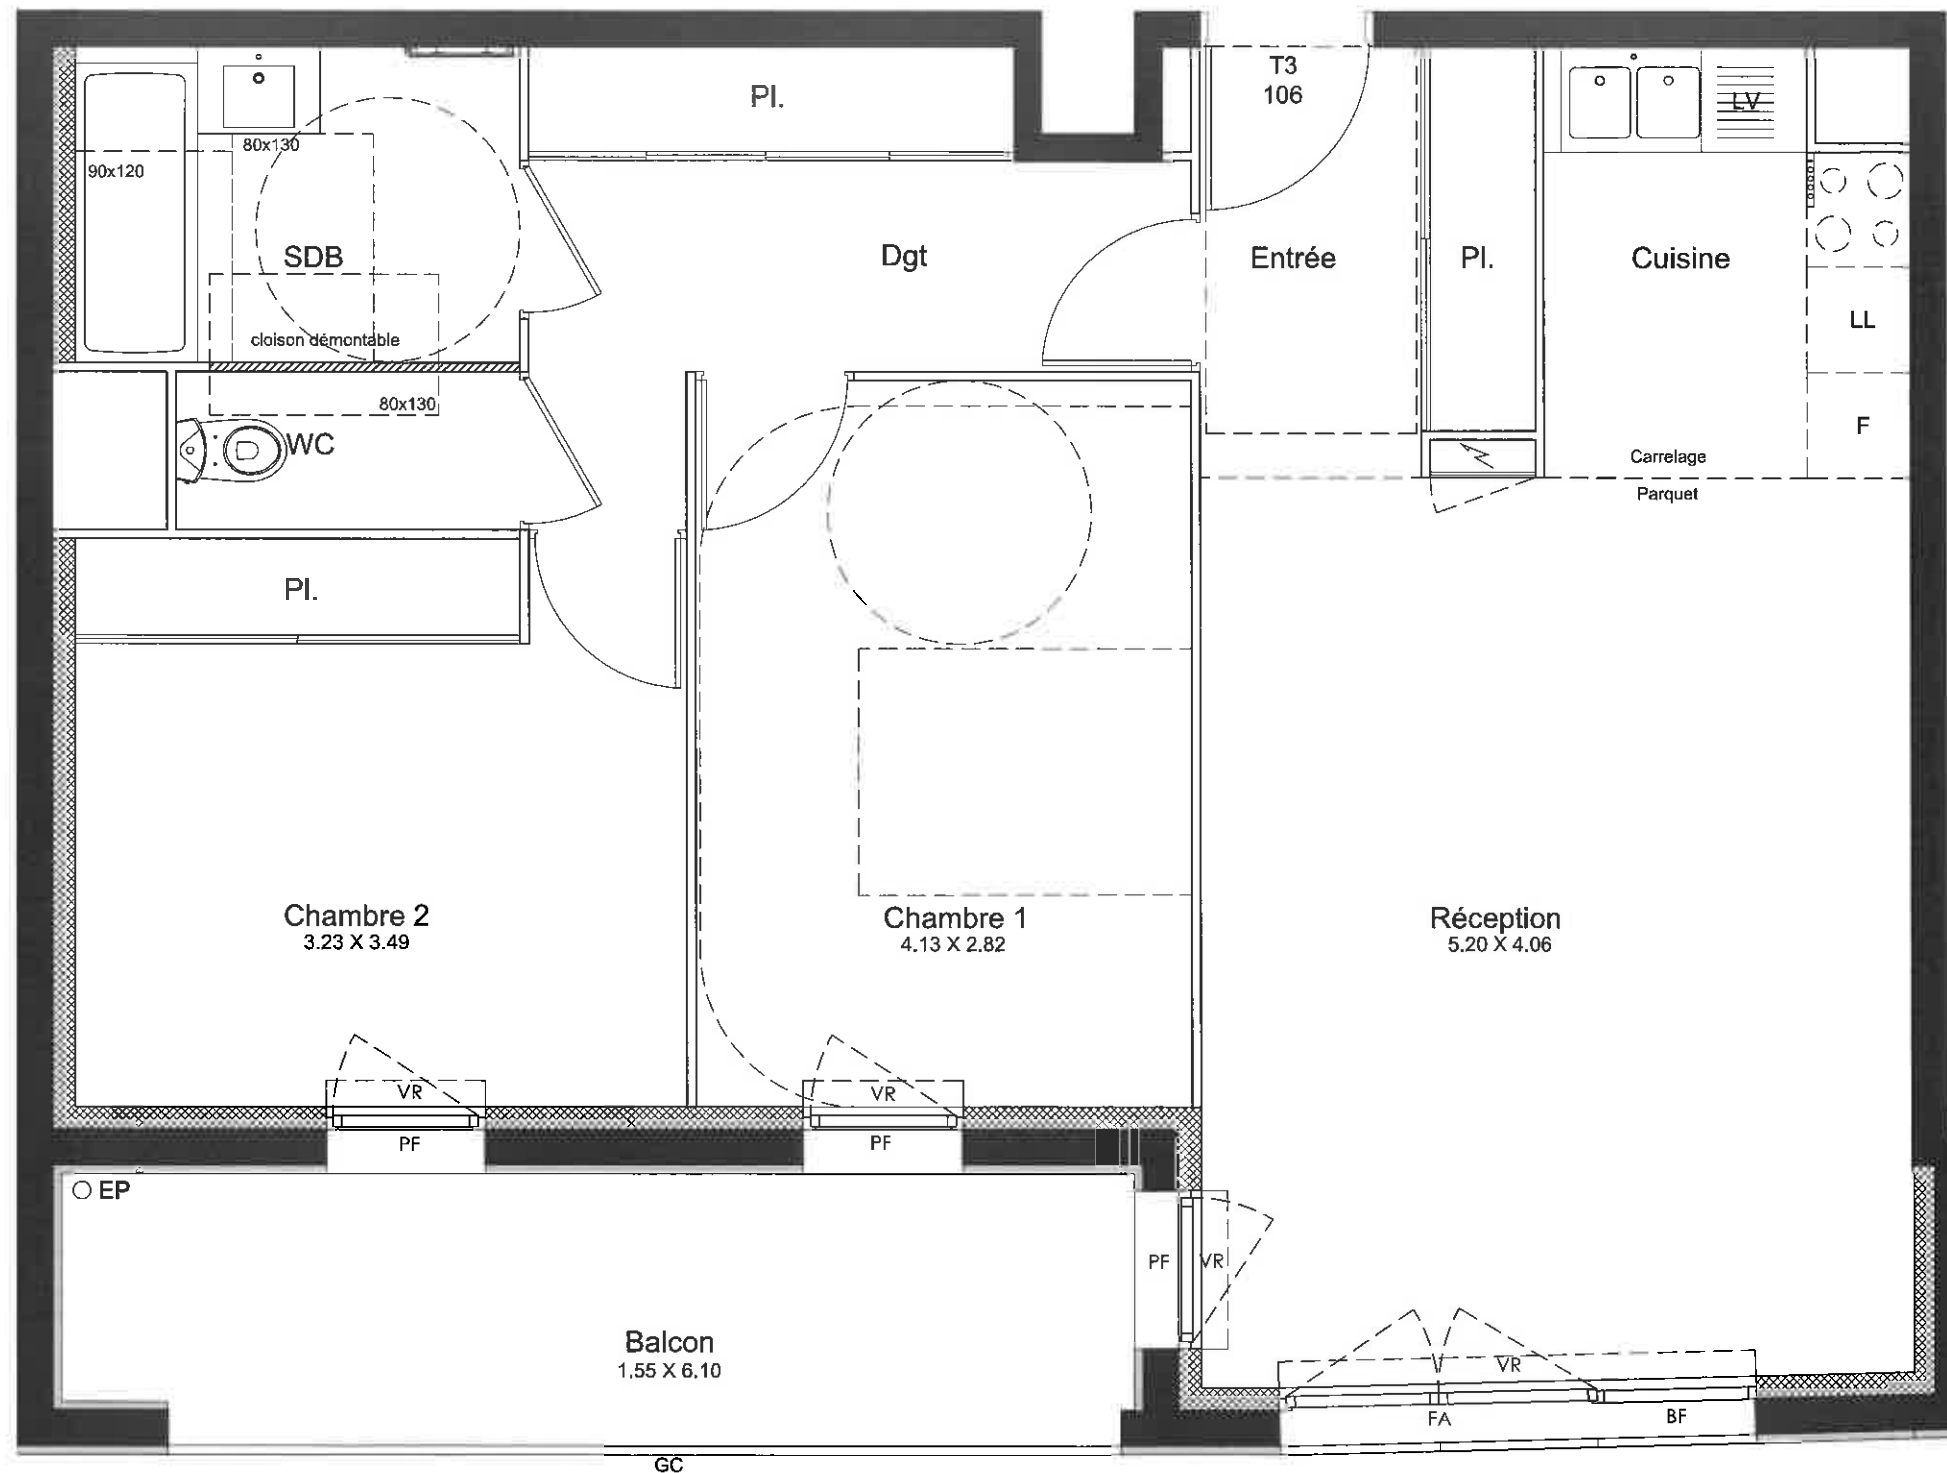 T3
106
Pl.
LV
80x130
90x120
SDB
Dgt
Entrée
Pl.
Cuisine
LL
cloison démontable
80x130
WC
F
Carrelage
Parquet
Pl.
Chambre 2
3.23 X 3.49
Chambre 1
4.13 X 2.82
Réception
5.20 X 4.06
VR
VR
PF
PF
EP
PF
VR
Balcon
1.55 X 6.10
VR
FA
BF
GC